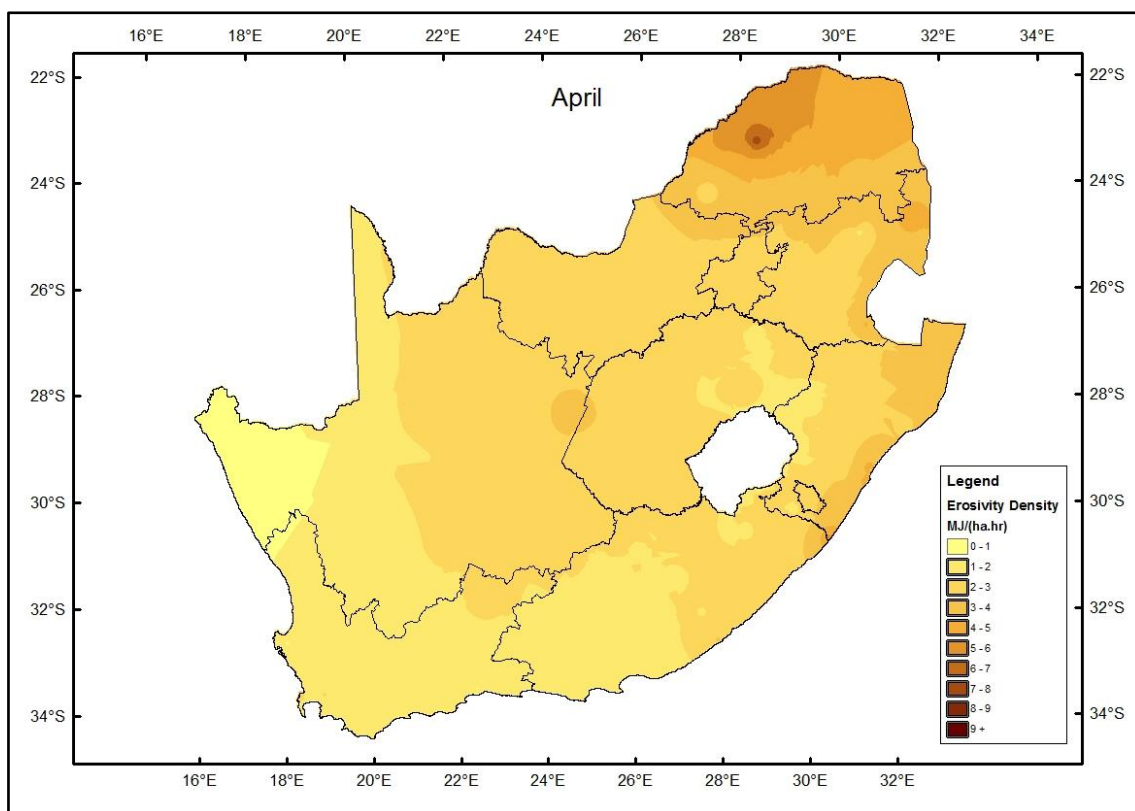 16°E 18°E 20°E 22°E 24°E 26°E 28°E 30°E 32°E 34°E
April
22°S 22°S
24°S 24°S
26°S 26°S
28°S 28°S
30°S 30°S
32°S 32°S
34°S 34°S
Legend
Erosivity Density
MJ/(ha.hr)
0 - 1
1 - 2
2 - 3
3 - 4
4 - 5
5 - 6
6 - 7
7 - 8
8 - 9
9 +
16°E 18°E 20°E 22°E 24°E 26°E 28°E 30°E 32°E